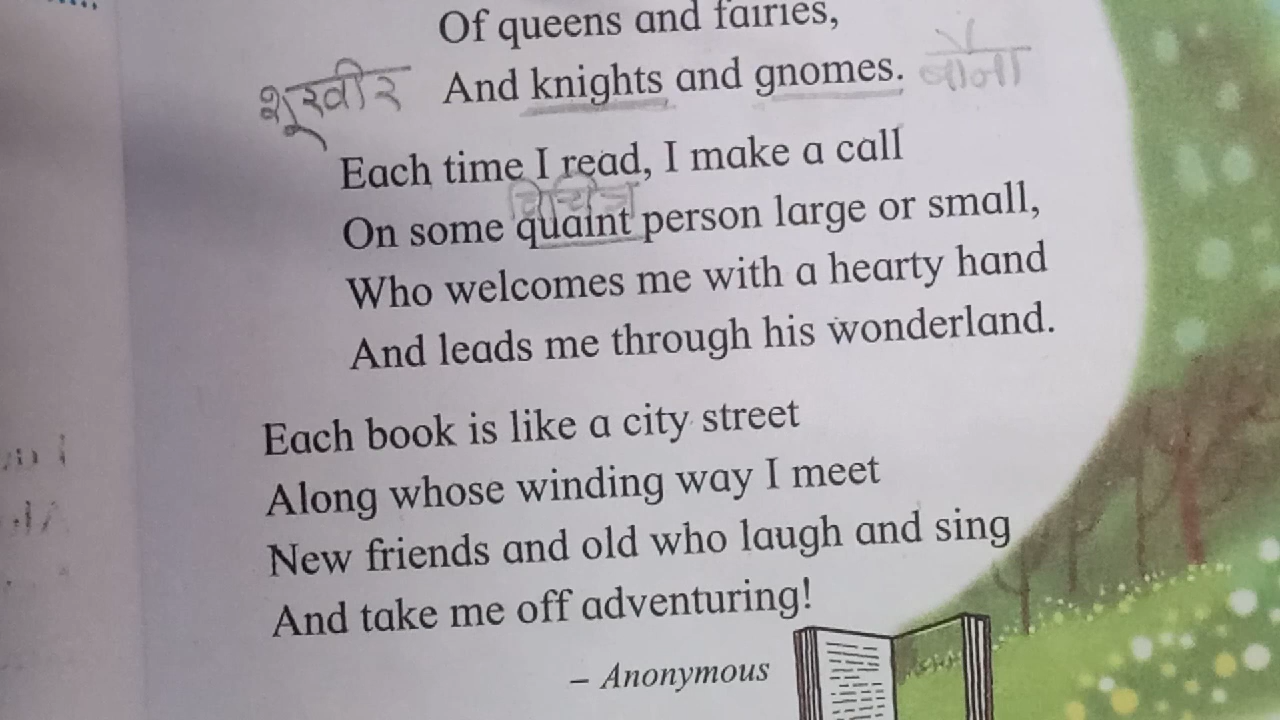 Of queens and fairies,
शूरवीर And knights and gnomes. बौना
Each time I read, I make a call
विचित्र
On some quaint person large or small,
Who welcomes me with a hearty hand
And leads me through his wonderland.
Each book is like a city street
Along whose winding way I meet
New friends and old who laugh and sing
And take me off adventuring!
– Anonymous